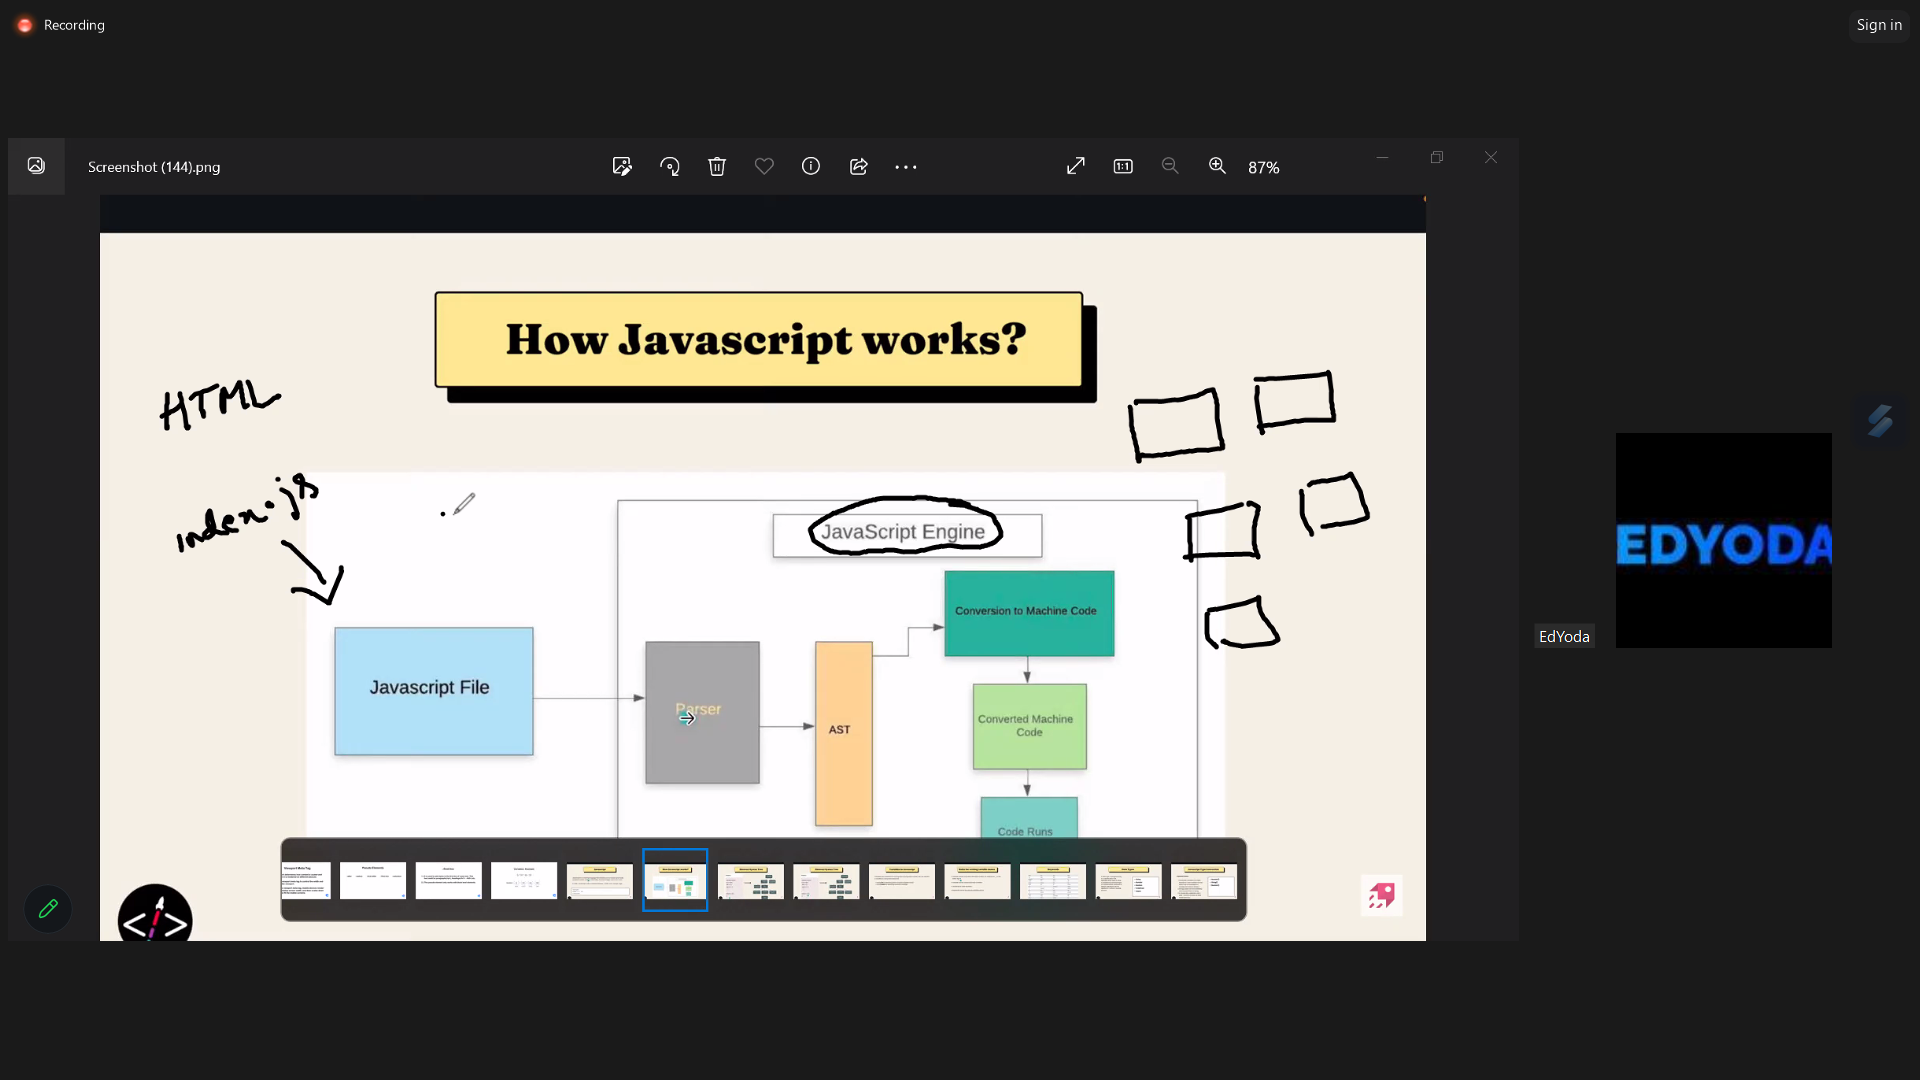 Recording
Sign in
Screenshot (144).png
87%
How Javascript works?
HTML
index.js
JavaScript Engine
Conversion to Machine Code
Javascript File
Parser
AST
Converted Machine
Code
Code Runs
</>
EDYODA
EdYoda